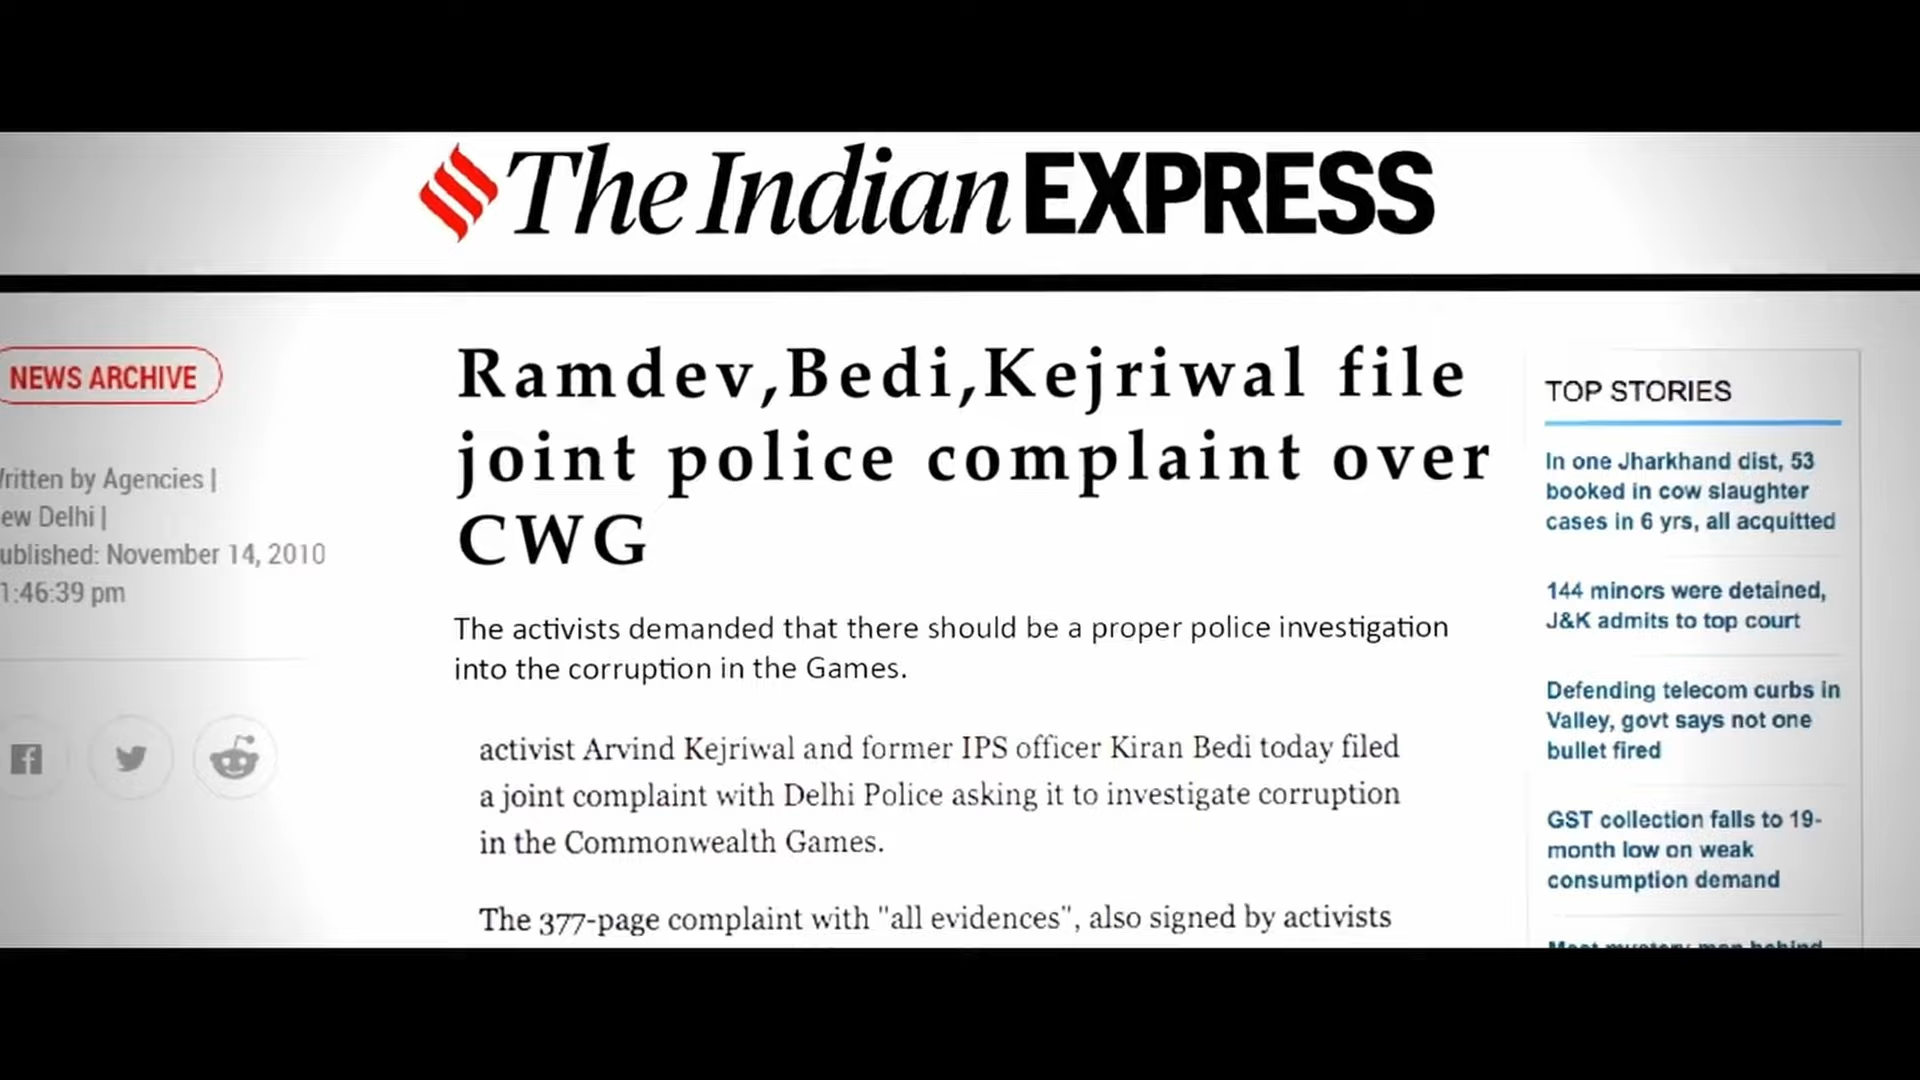 The Indian EXPRESS
NEWS ARCHIVE
ritten by Agencies |
ew Delhi |
ublished: November 14, 2010
1:46:39 pm
Ramdev,Bedi,Kejriwal file
joint police complaint over
CWG
The activists demanded that there should be a proper police investigation
into the corruption in the Games.
activist Arvind Kejriwal and former IPS officer Kiran Bedi today filed
a joint complaint with Delhi Police asking it to investigate corruption
in the Commonwealth Games.
The 377-page complaint with "all evidences", also signed by activists
TOP STORIES
In one Jharkhand dist, 53
booked in cow slaughter
cases in 6 yrs, all acquitted
144 minors were detained,
J&K admits to top court
Defending telecom curbs in
Valley, govt says not one
bullet fired
GST collection falls to 19-
month low on weak
consumption demand